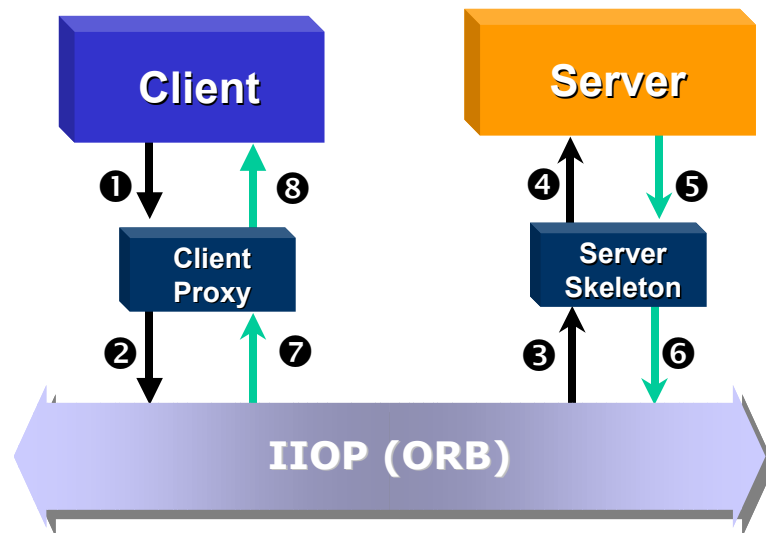 Client
Server
❶
❽
❹
❺
Client
Proxy
Server
Skeleton
❷
❼
❸
❻
IIOP (ORB)